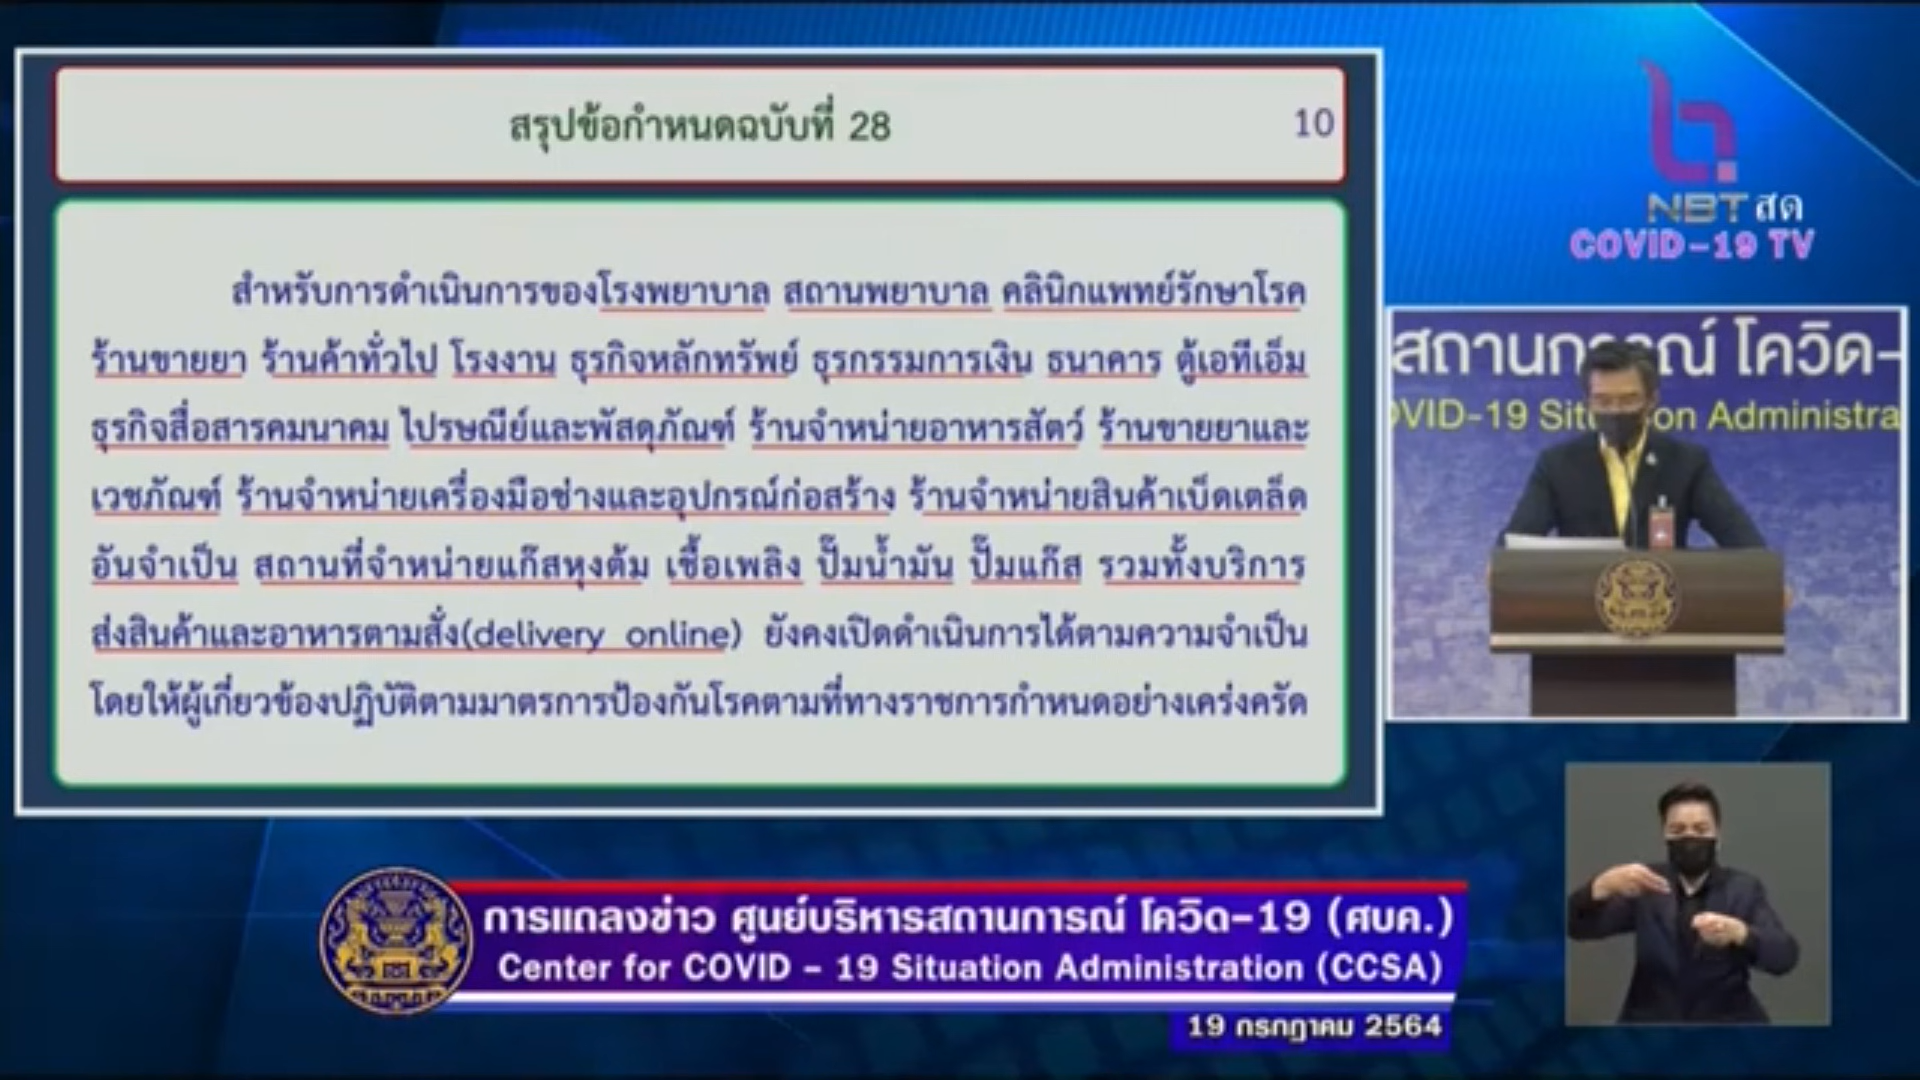 สรุปข้อกำหนดฉบับที่ 28
10
สำหรับการดำเนินการของโรงพยาบาล สถานพยาบาล คลินิกแพทย์รักษาโรค
ร้านขายยา ร้านค้าทั่วไป โรงงาน ธุรกิจหลักทรัพย์ ธุรกรรมการเงิน ธนาคาร ตู้เอทีเอ็ม
ธุรกิจสื่อสารคมนาคม ไปรษณีย์และพัสดุภัณฑ์ ร้านจำหน่ายอาหารสัตว์ ร้านขายยาและ
เวชภัณฑ์ ร้านจำหน่ายเครื่องมือช่างและอุปกรณ์ก่อสร้าง ร้านจำหน่ายสินค้าเบ็ดเตล็ด
อันจำเป็น สถานที่จำหน่ายแก๊สหุงต้ม เชื้อเพลิง ปั๊มน้ำมัน ปั๊มแก๊ส รวมทั้งบริการ
ส่งสินค้าและอาหารตามสั่ง(delivery online) ยังคงเปิดดำเนินการได้ตามความจำเป็น
โดยให้ผู้เกี่ยวข้องปฏิบัติตามมาตรการป้องกันโรคตามที่ทางราชการกำหนดอย่างเคร่งครัด
NBT สด
COVID-19 TV
สถานการณ์ โควิด-
OVID-19 Situation Administra
การแถลงข่าว ศูนย์บริหารสถานการณ์ โควิด-19 (ศบค.)
Center for COVID - 19 Situation Administration (CCSA)
19 กรกฎาคม 2564